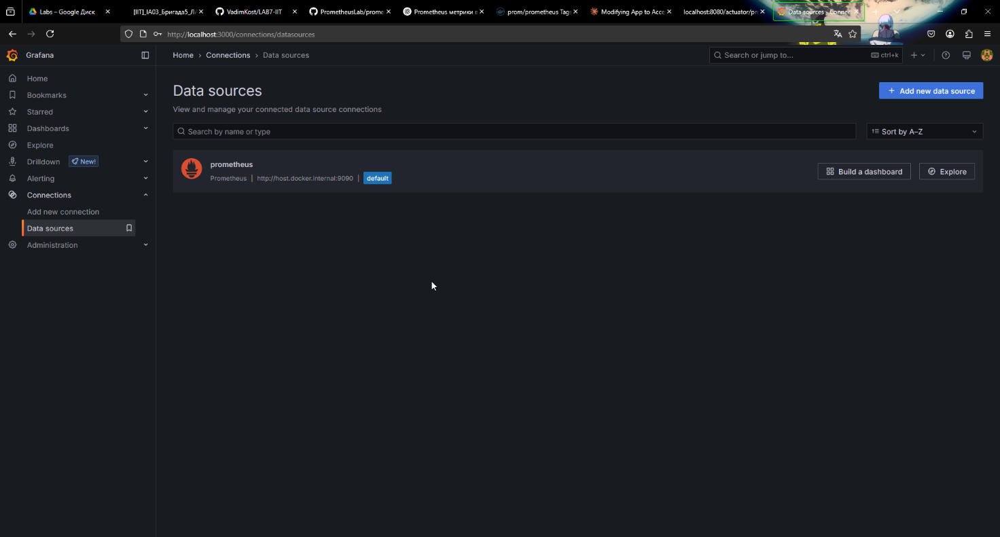 Labs – Google Диск
[IIT]_IA03_Бригада5_Л
VadimKost/LAB7-IIT
PrometheusLab/prome
Prometheus метрики в
prom/prometheus Tags
Modifying App to Acce
localhost:8080/actuator/pr
Data sources - Connec
http://localhost:3000/connections/datasources
Grafana
Home › Connections › Data sources
Search or jump to...
ctrl+k
Home
Bookmarks
Starred
Dashboards
Explore
Drilldown
New!
Alerting
Connections
Add new connection
Data sources
Administration
Data sources
Add new data source
View and manage your connected data source connections
Search by name or type
Sort by A–Z
prometheus
Prometheus | http://host.docker.internal:9090 | default
Build a dashboard
Explore